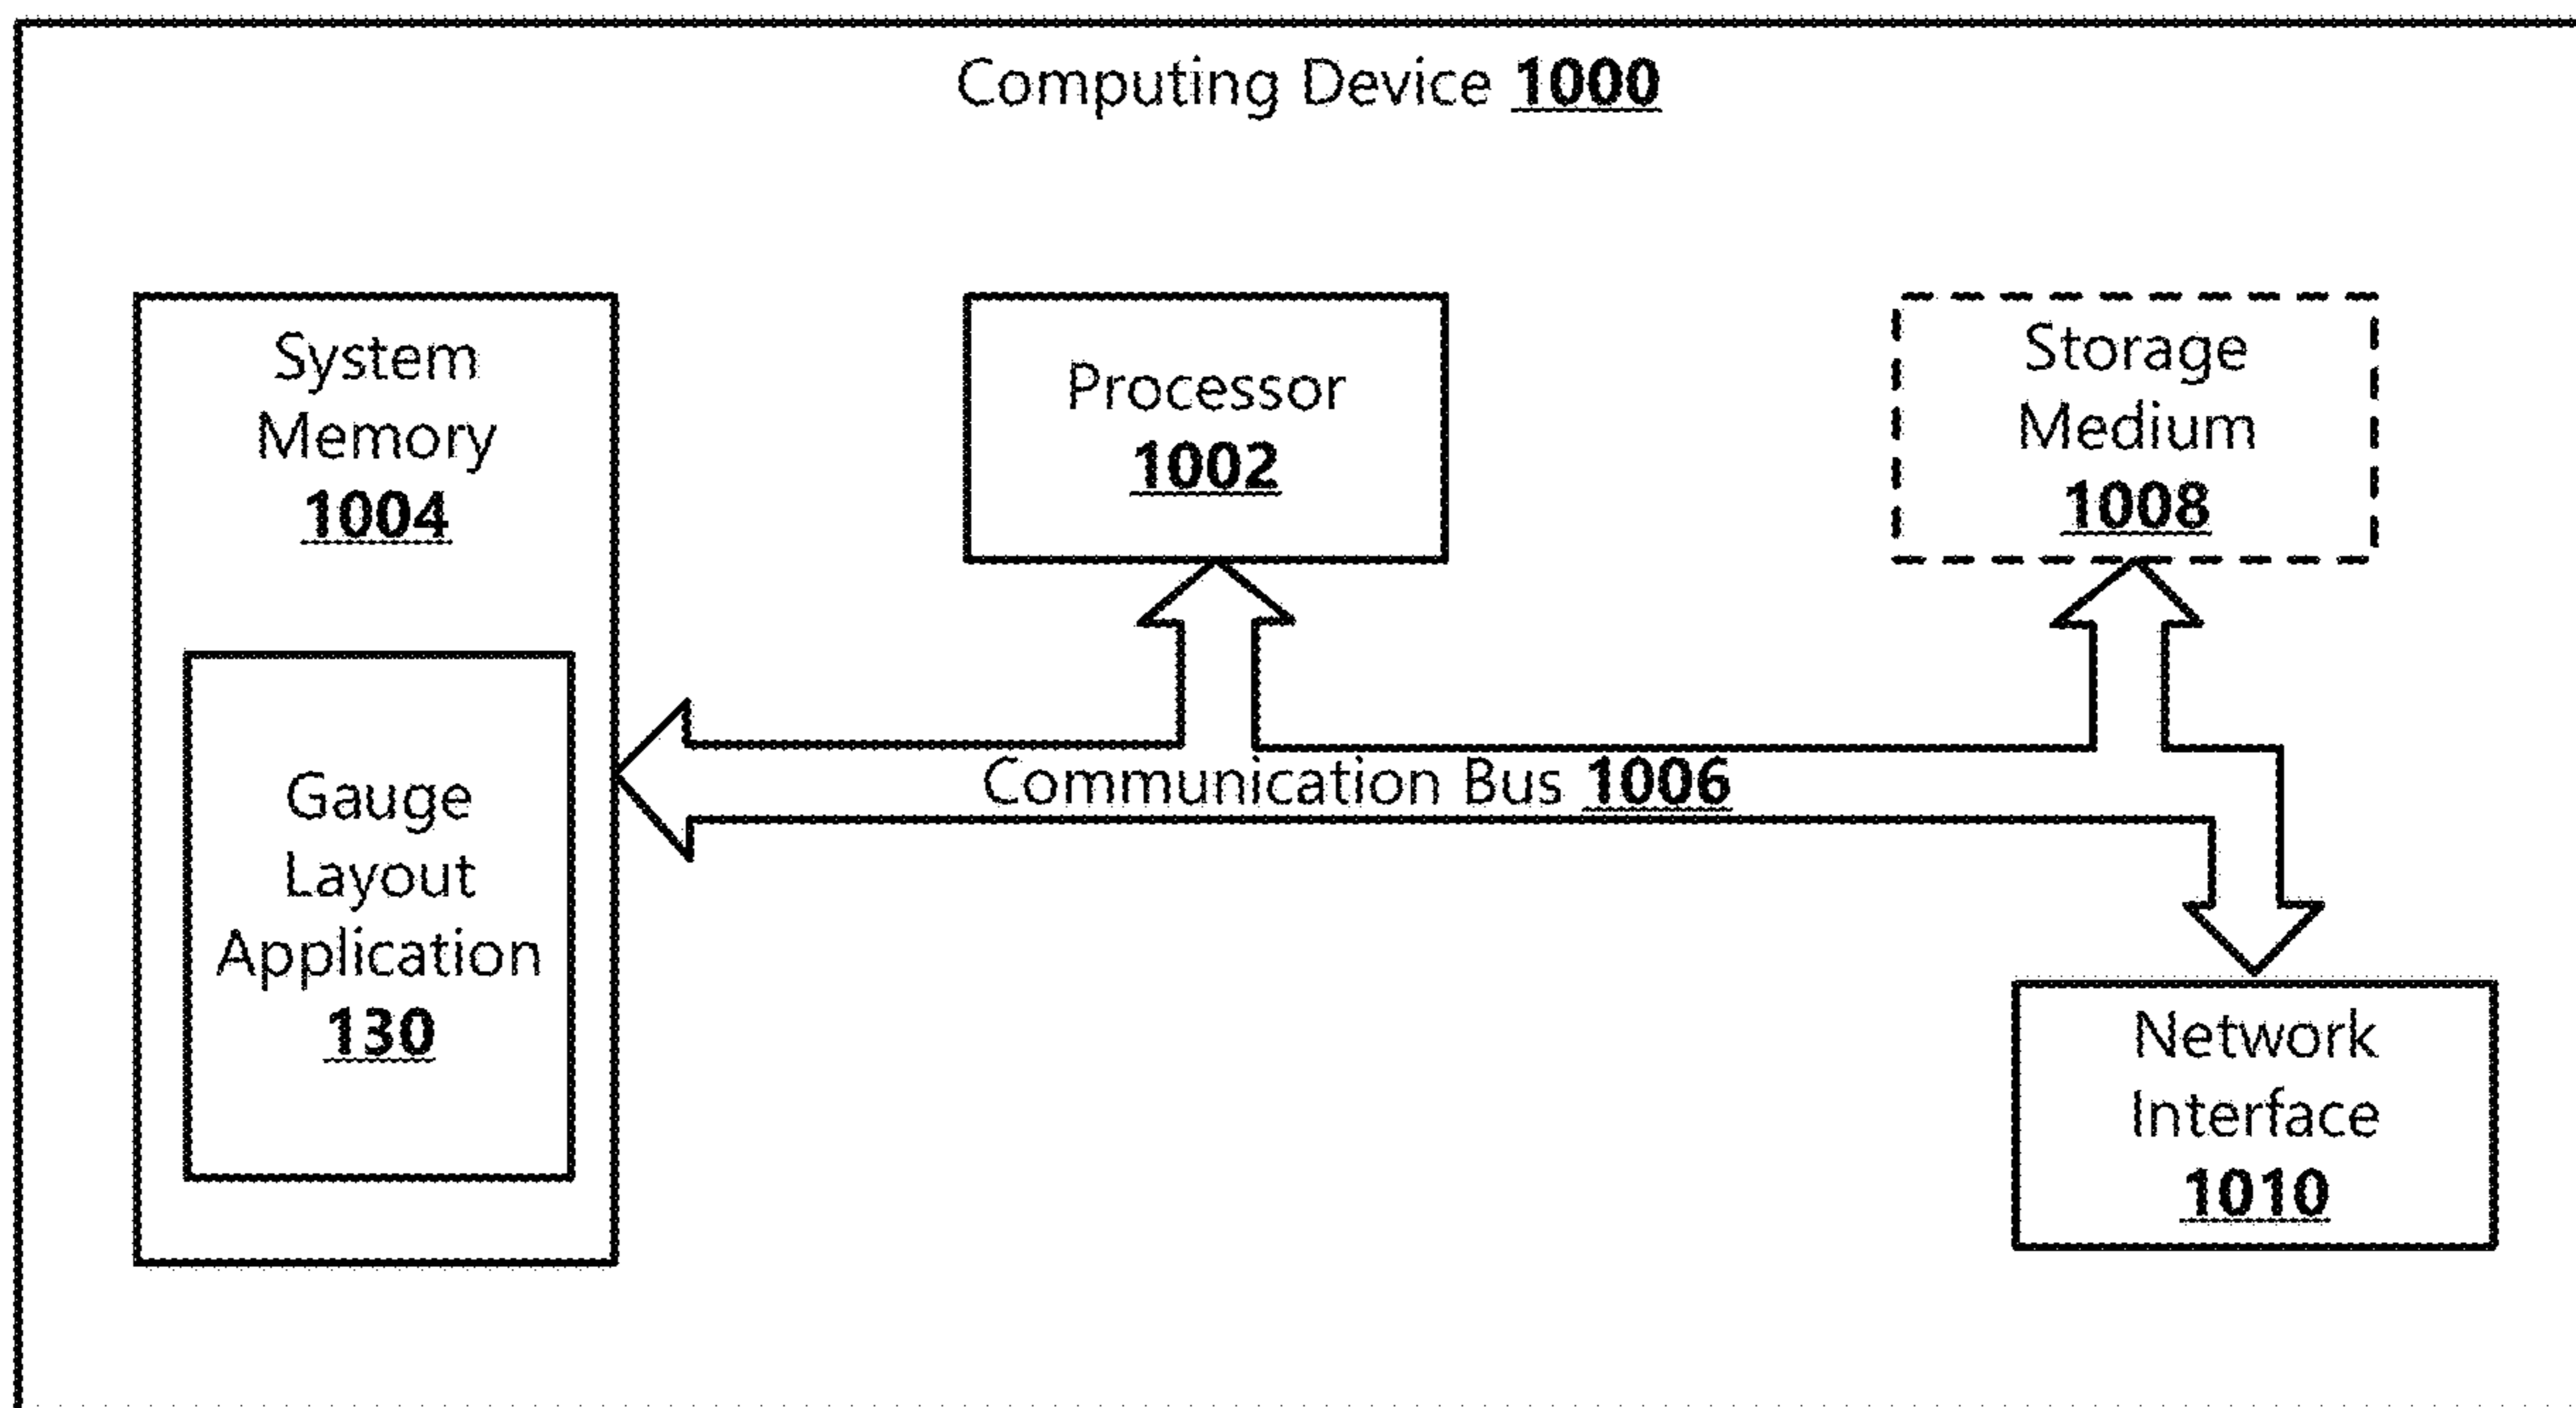 Computing Device 1000
System
Memory
1004
Processor
1002
Storage
Medium
1008
Gauge
Layout
Application
130
Communication Bus 1006
Network
Interface
1010